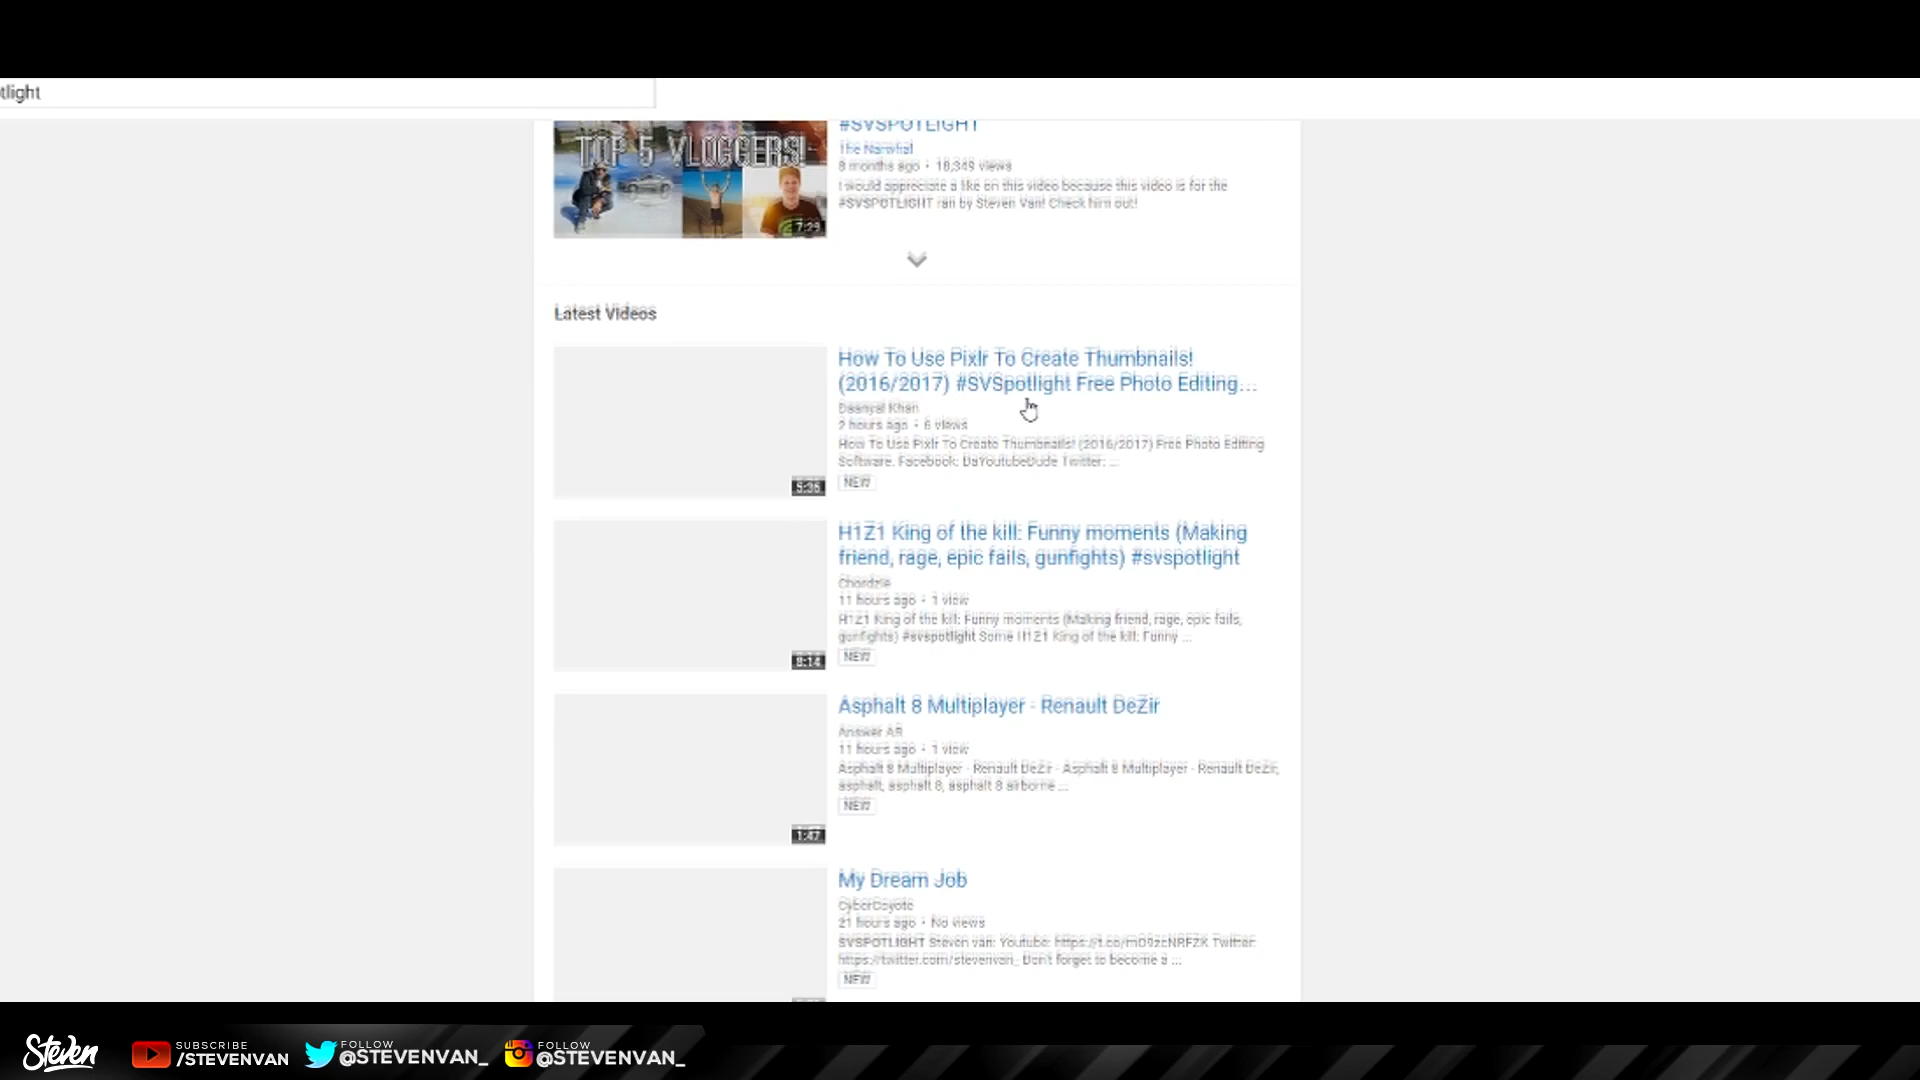 tlight
TOP 5 VLOGGERS!
7:29
#SVSPOTLIGHT
The Narwhal
8 months ago • 18,349 views
I would appreciate a like on this video because this video is for the
#SVSPOTLIGHT ran by Steven Van! Check him out!
Latest Videos
5:35
How To Use Pixlr To Create Thumbnails!
(2016/2017) #SVSpotlight Free Photo Editing...
Daanyal Khan
2 hours ago • 6 views
How To Use Pixlr To Create Thumbnails! (2016/2017) Free Photo Editing
Software. Facebook: DaYoutubeDude Twitter: ...
NEW
8:14
H1Z1 King of the kill: Funny moments (Making
friend, rage, epic fails, gunfights) #svspotlight
Chordzie
11 hours ago • 1 view
H1Z1 King of the kill: Funny moments (Making friend, rage, epic fails,
gunfights) #svspotlight Some H1Z1 King of the kill: Funny ...
NEW
1:47
Asphalt 8 Multiplayer - Renault DeZir
Answer AR
11 hours ago • 1 view
Asphalt 8 Multiplayer - Renault DeZir - Asphalt 8 Multiplayer - Renault DeZir,
asphalt, asphalt 8, asphalt 8 airborne ...
NEW
My Dream Job
CyberCoyote
21 hours ago • No views
SVSPOTLIGHT Steven van: Youtube: Twitter:
https://twitter.com/stevenvan_ Don't forget to become a ...
NEW
Steven
SUBSCRIBE
/STEVENVAN
FOLLOW
@STEVENVAN_
FOLLOW
@STEVENVAN_